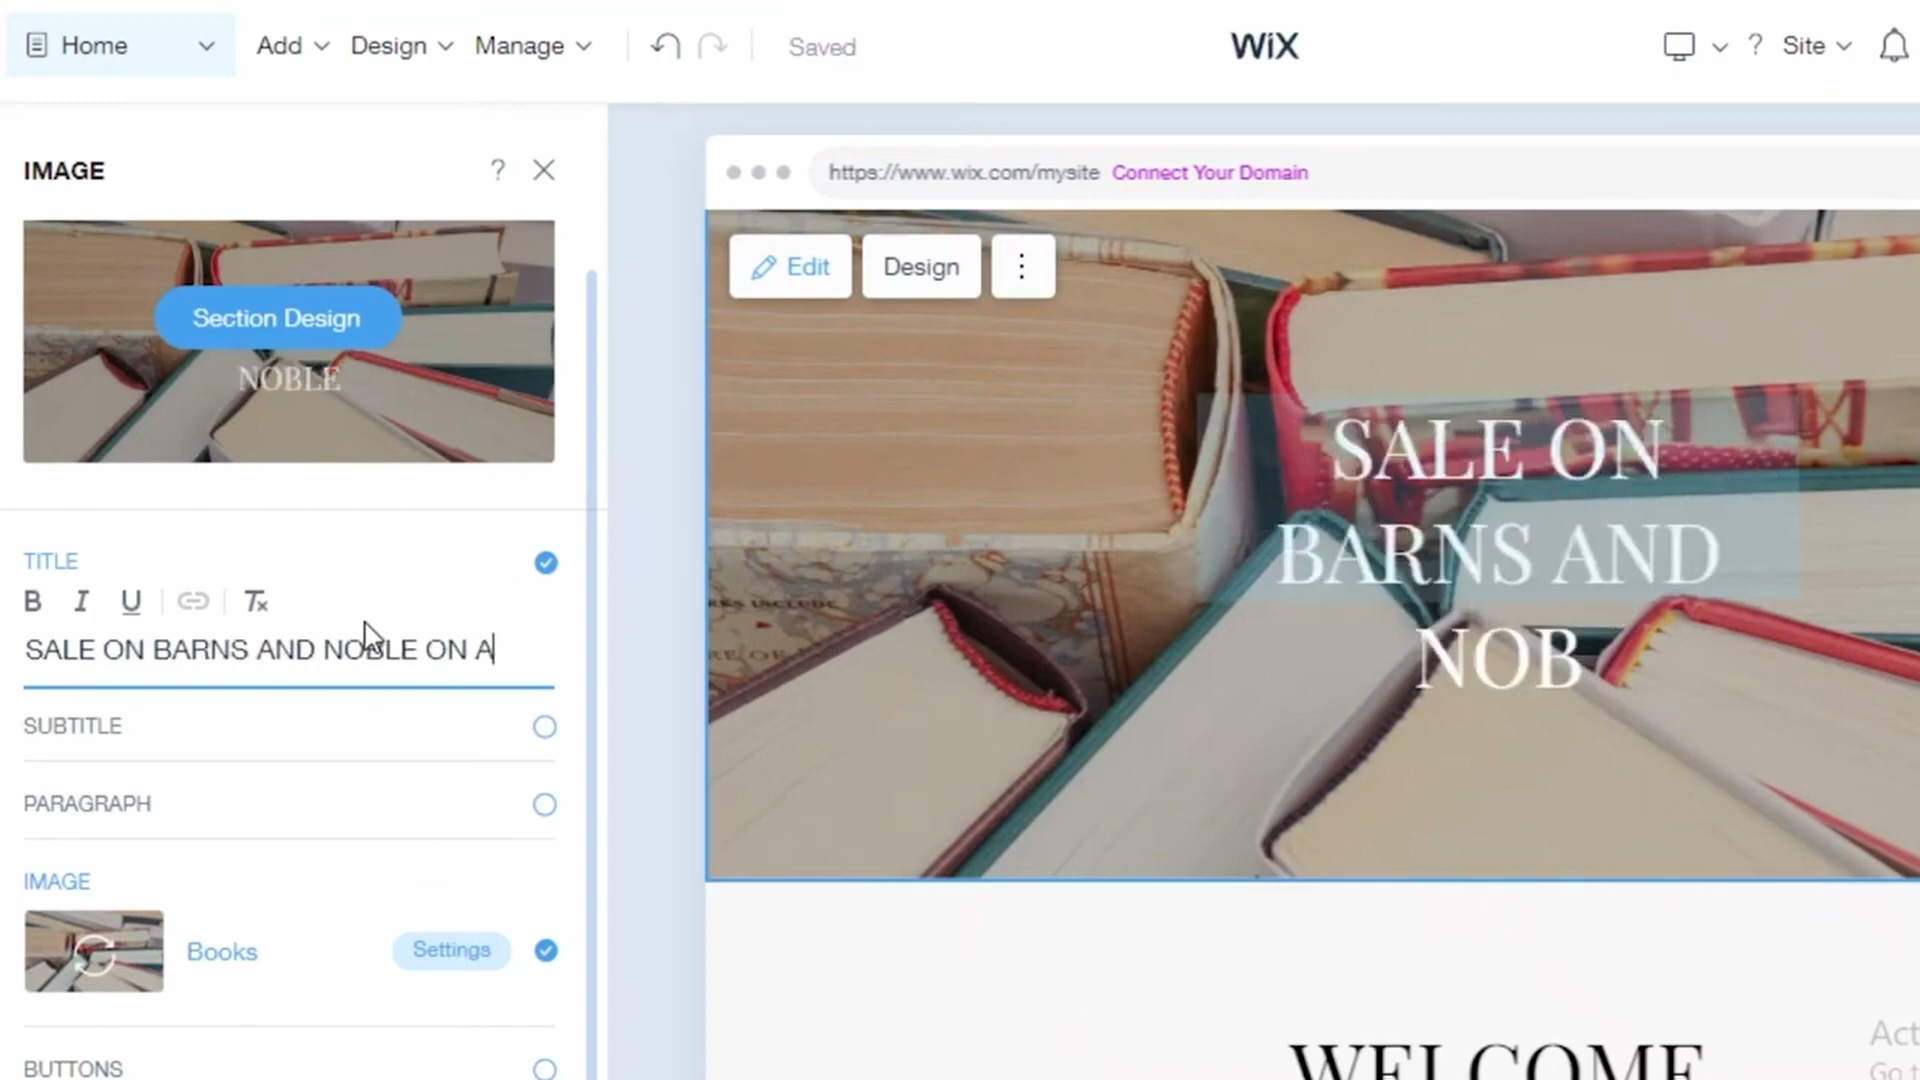 Home
Add
Design
Manage
Saved
WiX
?
Site
IMAGE
?
Section Design
NOBLE
https://www.wix.com/mysite
Connect Your Domain
Edit
Design
SALE ON
BARNS AND
NOB
TITLE
B I U
SALE ON BARNS AND NOBLE ON A
SUBTITLE
PARAGRAPH
IMAGE
Books
Settings
BUTTONS
WELCOME
Act
Go t